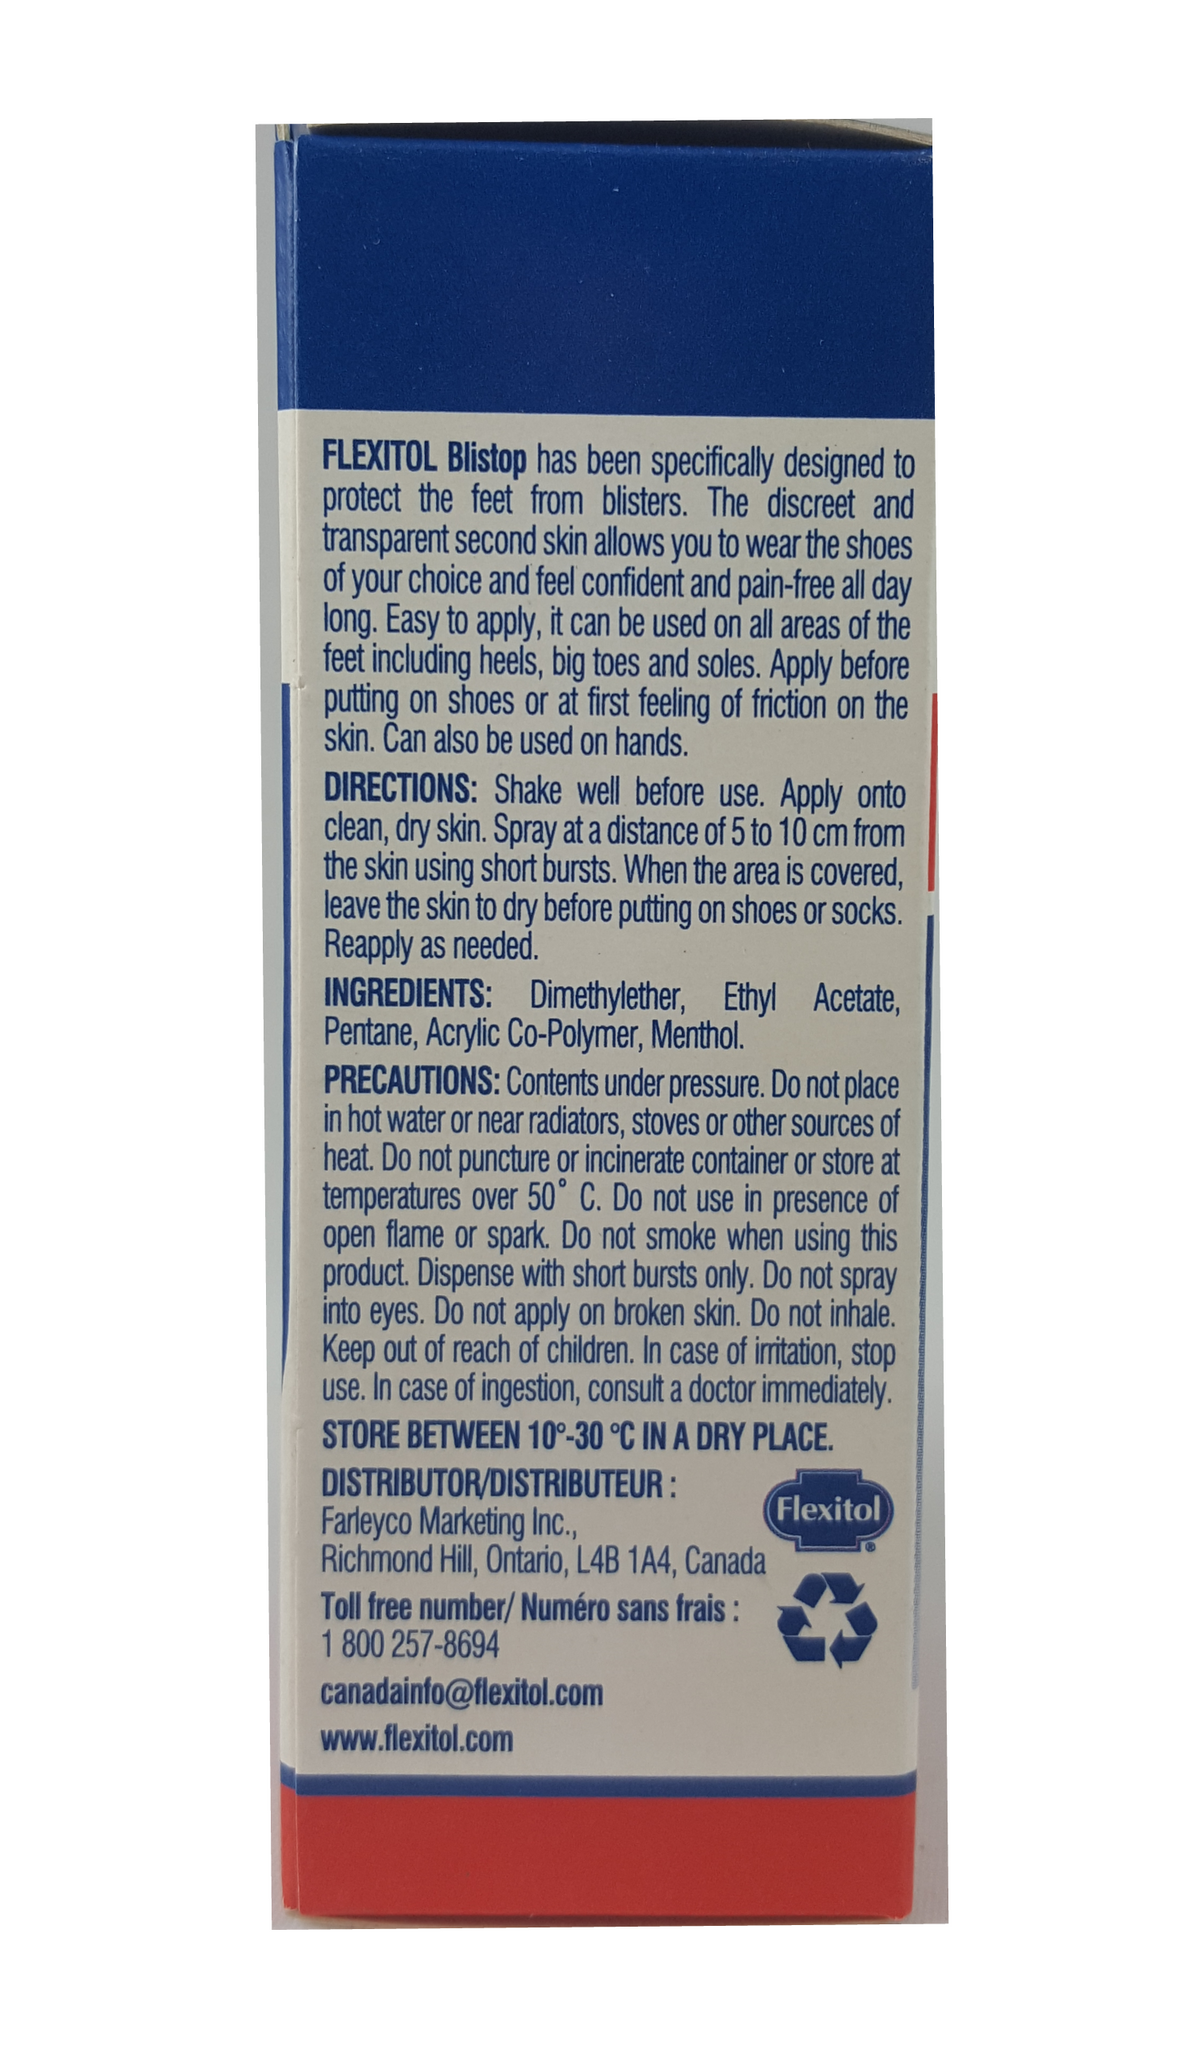 FLEXITOL Blistop has been specifically designed to
protect the feet from blisters. The discreet and
transparent second skin allows you to wear the shoes
of your choice and feel confident and pain-free all day
long. Easy to apply, it can be used on all areas of the
feet including heels, big toes and soles. Apply before
putting on shoes or at first feeling of friction on the
skin. Can also be used on hands.
DIRECTIONS: Shake well before use. Apply onto
clean, dry skin. Spray at a distance of 5 to 10 cm from
the skin using short bursts. When the area is covered,
leave the skin to dry before putting on shoes or socks.
Reapply as needed.
INGREDIENTS: Dimethylether, Ethyl Acetate,
Pentane, Acrylic Co-Polymer, Menthol.
PRECAUTIONS: Contents under pressure. Do not place
in hot water or near radiators, stoves or other sources of
heat. Do not puncture or incinerate container or store at
temperatures over 50° C. Do not use in presence of
open flame or spark. Do not smoke when using this
product. Dispense with short bursts only. Do not spray
into eyes. Do not apply on broken skin. Do not inhale.
Keep out of reach of children. In case of irritation, stop
use. In case of ingestion, consult a doctor immediately.
STORE BETWEEN 10°-30 °C IN A DRY PLACE.
DISTRIBUTOR/DISTRIBUTEUR :
Farleyco Marketing Inc.,
Richmond Hill, Ontario, L4B 1A4, Canada
Flexitol®
Toll free number/ Numéro sans frais :
1 800 257-8694
canadainfo@flexitol.com
www.flexitol.com